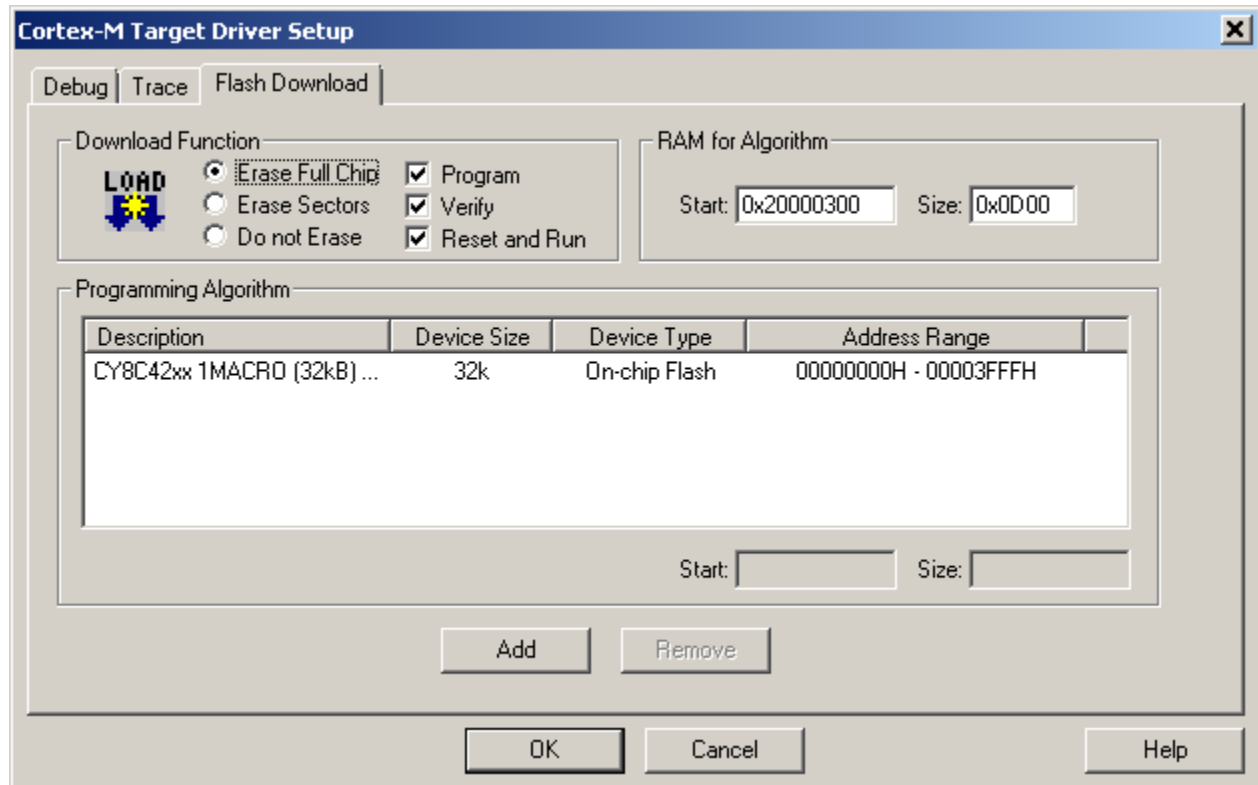 Cortex-M Target Driver Setup
Debug Trace Flash Download
Download Function
LOAD
Erase Full Chip
Erase Sectors
Do not Erase
Program
Verify
Reset and Run
RAM for Algorithm
Start: 0x20000300 Size: 0x0D00
Programming Algorithm
Description Device Size Device Type Address Range
CY8C42xx 1MACRO (32kB) ... 32k On-chip Flash 00000000H - 00003FFFH
Start: Size:
Add Remove
OK Cancel Help